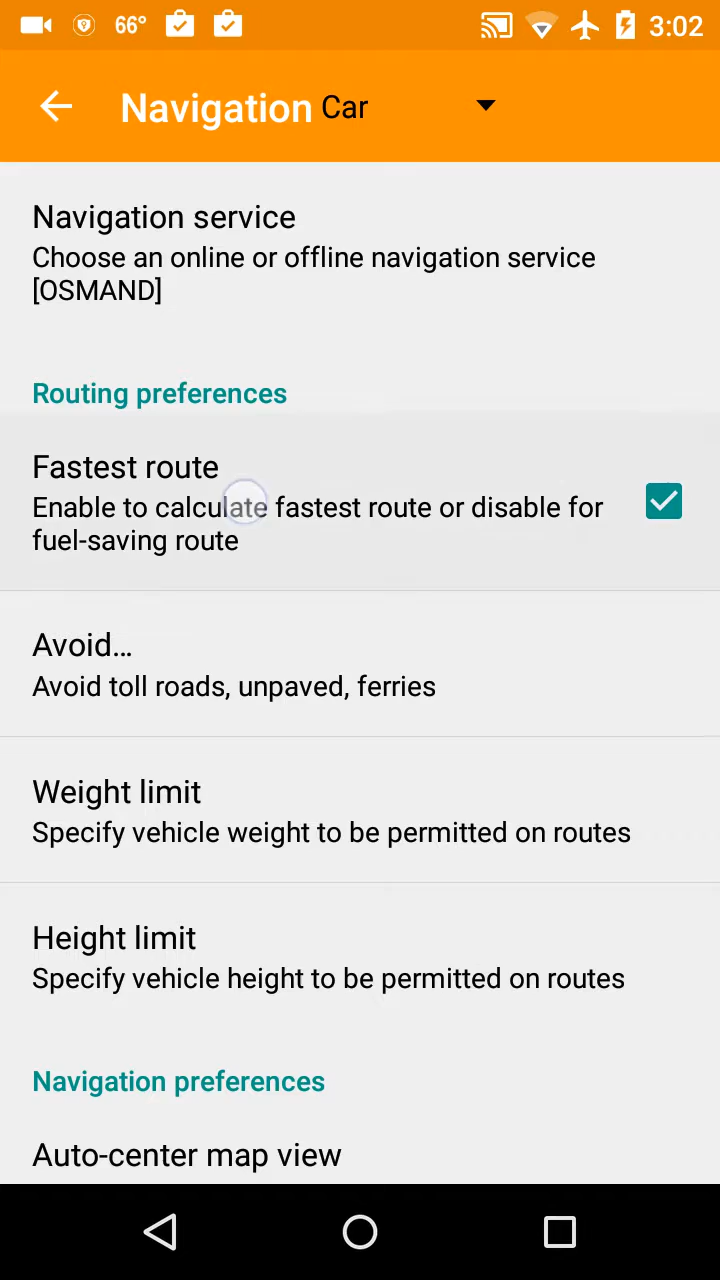 66° 3:02
Navigation Car
Navigation service
Choose an online or offline navigation service
[OSMAND]
Routing preferences
Fastest route
Enable to calculate fastest route or disable for
fuel-saving route
Avoid...
Avoid toll roads, unpaved, ferries
Weight limit
Specify vehicle weight to be permitted on routes
Height limit
Specify vehicle height to be permitted on routes
Navigation preferences
Auto-center map view